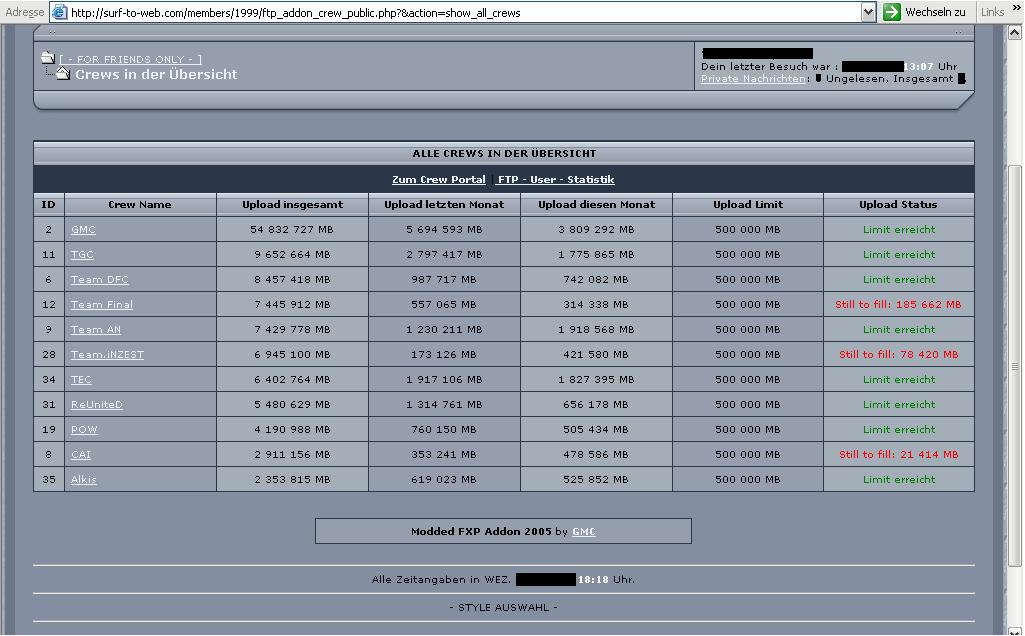 Adresse http://surf-to-web.com/members/1999/ftp_addon_crew_public.php?&action=show_all_crews Wechseln zu Links »
[ - FOR FRIENDS ONLY - ]
Crews in der Übersicht
Dein letzter Besuch war : 13:07 Uhr
Private Nachrichten: Ungelesen, Insgesamt
ALLE CREWS IN DER ÜBERSICHT
Zum Crew Portal | FTP - User - Statistik
ID Crew Name Upload insgesamt Upload letzten Monat Upload diesen Monat Upload Limit Upload Status
2 GMC 54 832 727 MB 5 694 593 MB 3 809 292 MB 500 000 MB Limit erreicht
11 TGC 9 652 664 MB 2 797 417 MB 1 775 865 MB 500 000 MB Limit erreicht
6 Team DFC 8 457 418 MB 987 717 MB 742 082 MB 500 000 MB Limit erreicht
12 Team Final 7 445 912 MB 557 065 MB 314 338 MB 500 000 MB Still to fill: 185 662 MB
9 Team AN 7 429 778 MB 1 230 211 MB 1 918 568 MB 500 000 MB Limit erreicht
28 Team.iNZEST 6 945 100 MB 173 126 MB 421 580 MB 500 000 MB Still to fill: 78 420 MB
34 TEC 6 402 764 MB 1 917 106 MB 1 827 395 MB 500 000 MB Limit erreicht
31 ReUniteD 5 480 629 MB 1 314 761 MB 656 178 MB 500 000 MB Limit erreicht
19 POW 4 190 988 MB 760 150 MB 505 434 MB 500 000 MB Limit erreicht
8 CAI 2 911 156 MB 353 241 MB 478 586 MB 500 000 MB Still to fill: 21 414 MB
35 Alkis 2 353 815 MB 619 023 MB 525 852 MB 500 000 MB Limit erreicht
Modded FXP Addon 2005 by GMC
Alle Zeitangaben in WEZ. 18:18 Uhr.
- STYLE AUSWAHL -